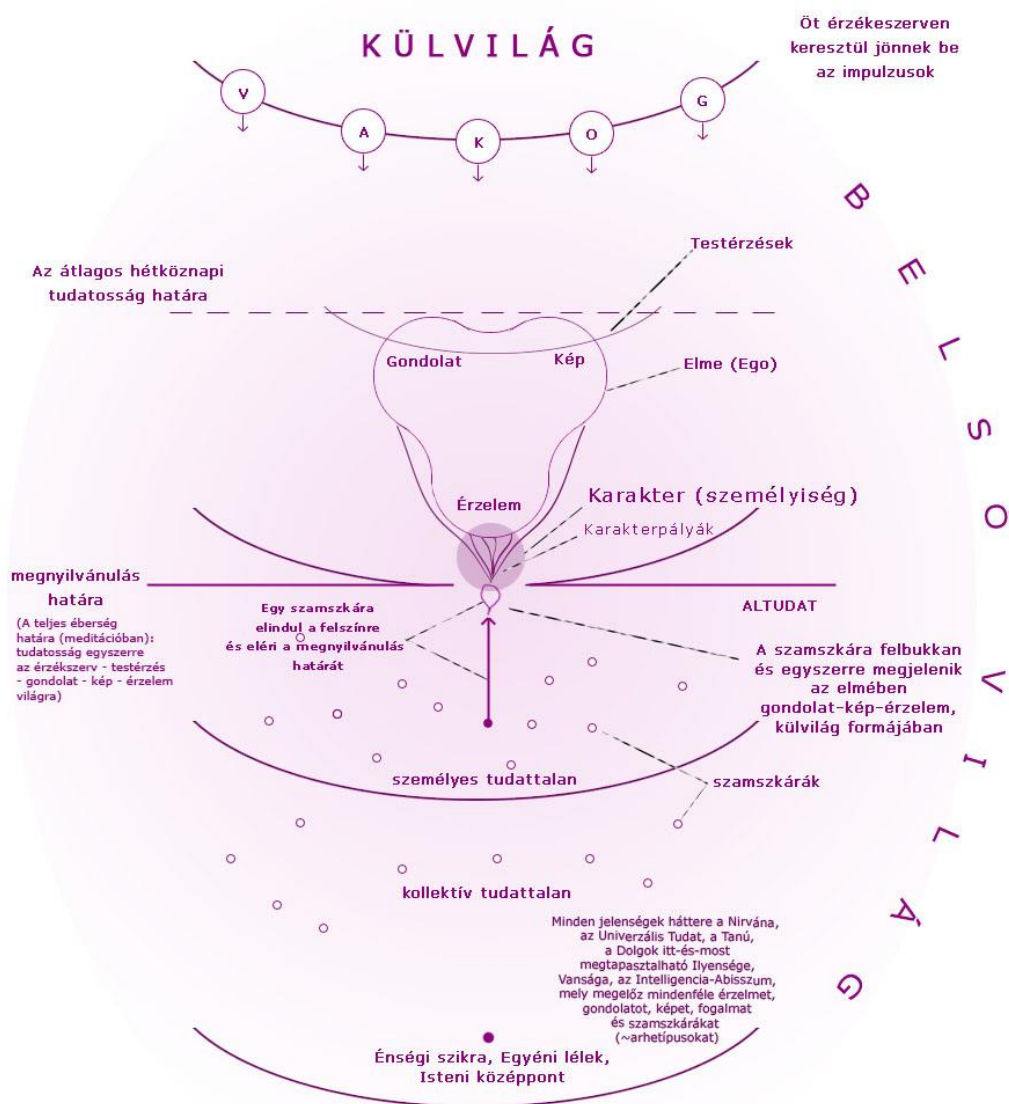 KÜLVILÁG
Öt érzékeszerven
keresztül jönnek be
az impulzusok
V
A
K
O
G
BELSŐ VILÁG
Testérzések
Az átlagos hétköznapi
tudatosság határa
Gondolat
Kép
Elme (Ego)
Érzelem
Karakter (személyiség)
Karakterpályák
megnyilvánulás
határa
(A teljes éberség
határa (meditációban):
tudatosság egyszerre
az érzékszerv - testérzés
- gondolat - kép - érzelem
világra)
Egy szamszkára
elindul a felszínre
és eléri a megnyilvánulás
határát
ALTUDAT
A szamszkára felbukkan
és egyszerre megjelenik
az elmében
gondolat-kép-érzelem,
külvilág formájában
személyes tudattalan
szamszkárák
kollektív tudattalan
Minden jelenségek háttere a Nirvána,
az Univerzális Tudat, a Tanú,
a Dolgok itt-és-most
megtapasztalható Ilyensége,
Vansága, az Intelligencia-Abisszum,
mely megelőz mindenféle érzelmet,
gondolatot, képet, fogalmat
és szamszkárákat
(~arhetípusokat)
Énségi szikra, Egyéni lélek,
Isteni középpont